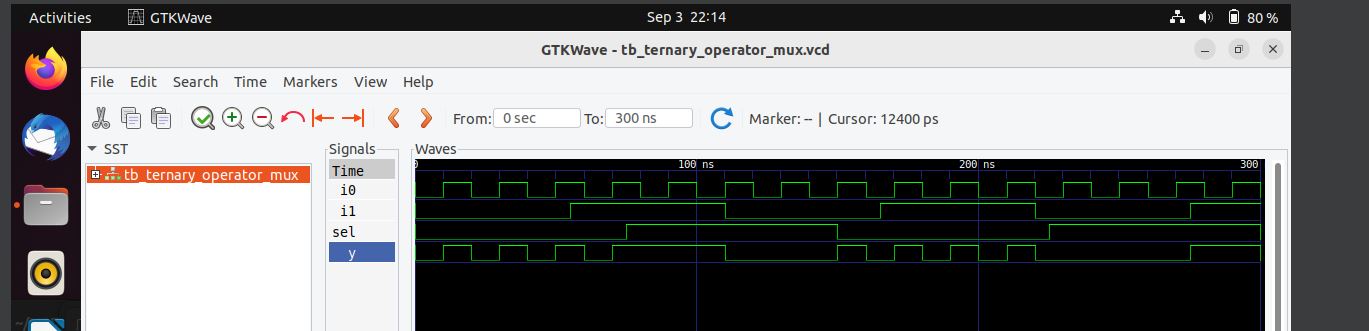 Activities GTKWave Sep 3 22:14 80 %
GTKWave - tb_ternary_operator_mux.vcd
File Edit Search Time Markers View Help
From: 0 sec To: 300 ns Marker: -- | Cursor: 12400 ps
SST Signals Waves
Time 0 100 ns 200 ns 300
tb_ternary_operator_mux
i0
i1
sel
y